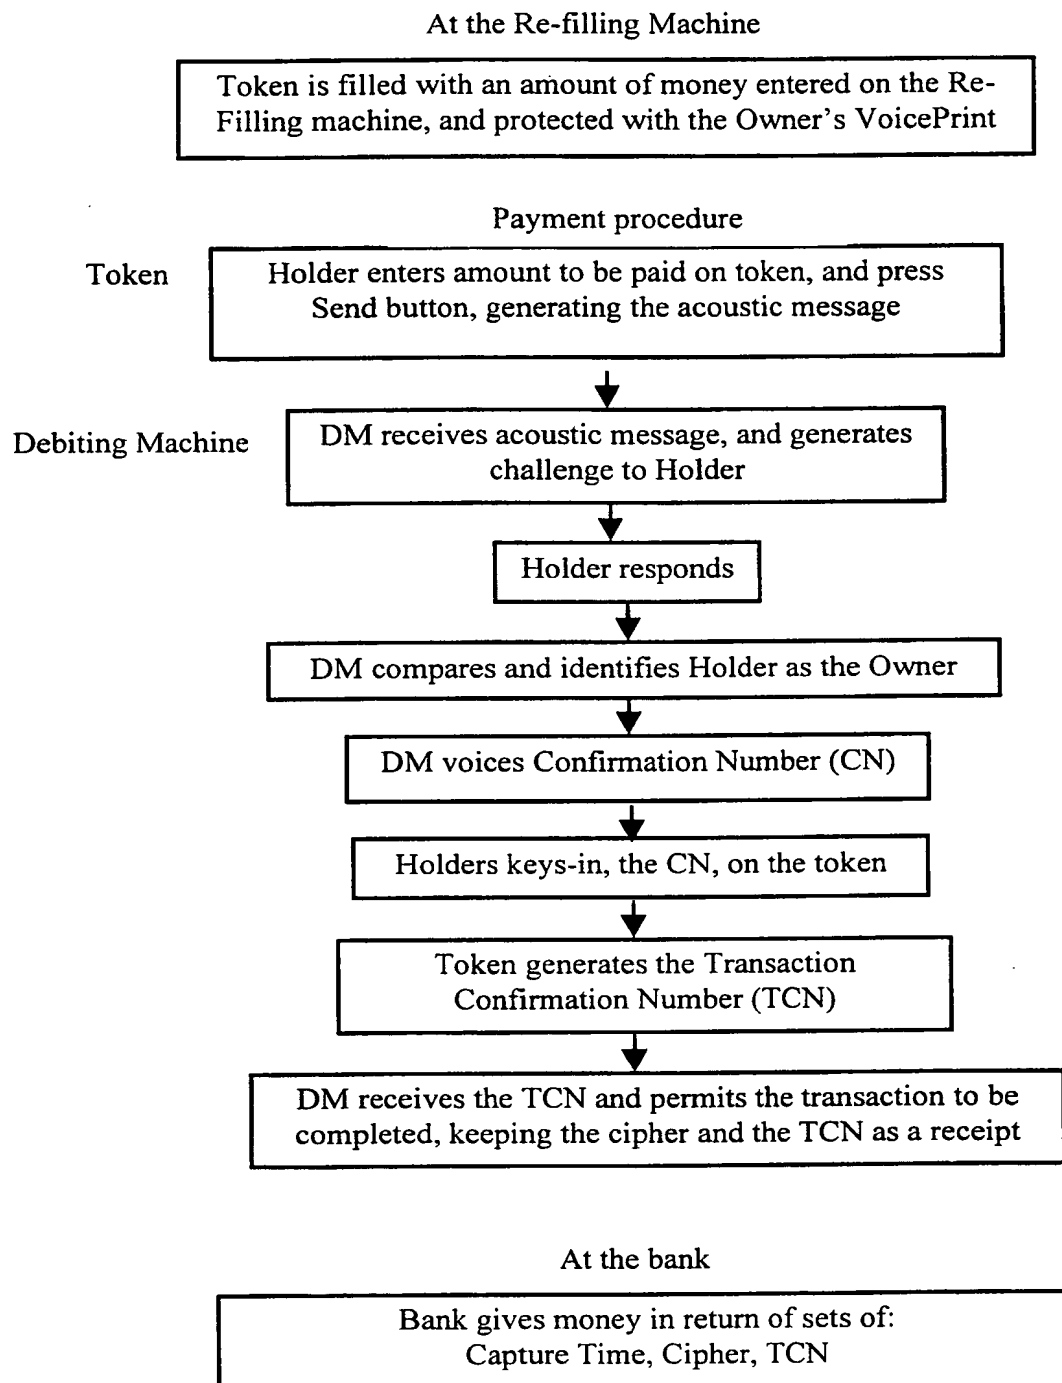 At the Re-filling Machine
Token is filled with an amount of money entered on the Re-
Filling machine, and protected with the Owner's VoicePrint
Payment procedure
Token
Holder enters amount to be paid on token, and press
Send button, generating the acoustic message
Debiting Machine
DM receives acoustic message, and generates
challenge to Holder
Holder responds
DM compares and identifies Holder as the Owner
DM voices Confirmation Number (CN)
Holders keys-in, the CN, on the token
Token generates the Transaction
Confirmation Number (TCN)
DM receives the TCN and permits the transaction to be
completed, keeping the cipher and the TCN as a receipt
At the bank
Bank gives money in return of sets of:
Capture Time, Cipher, TCN